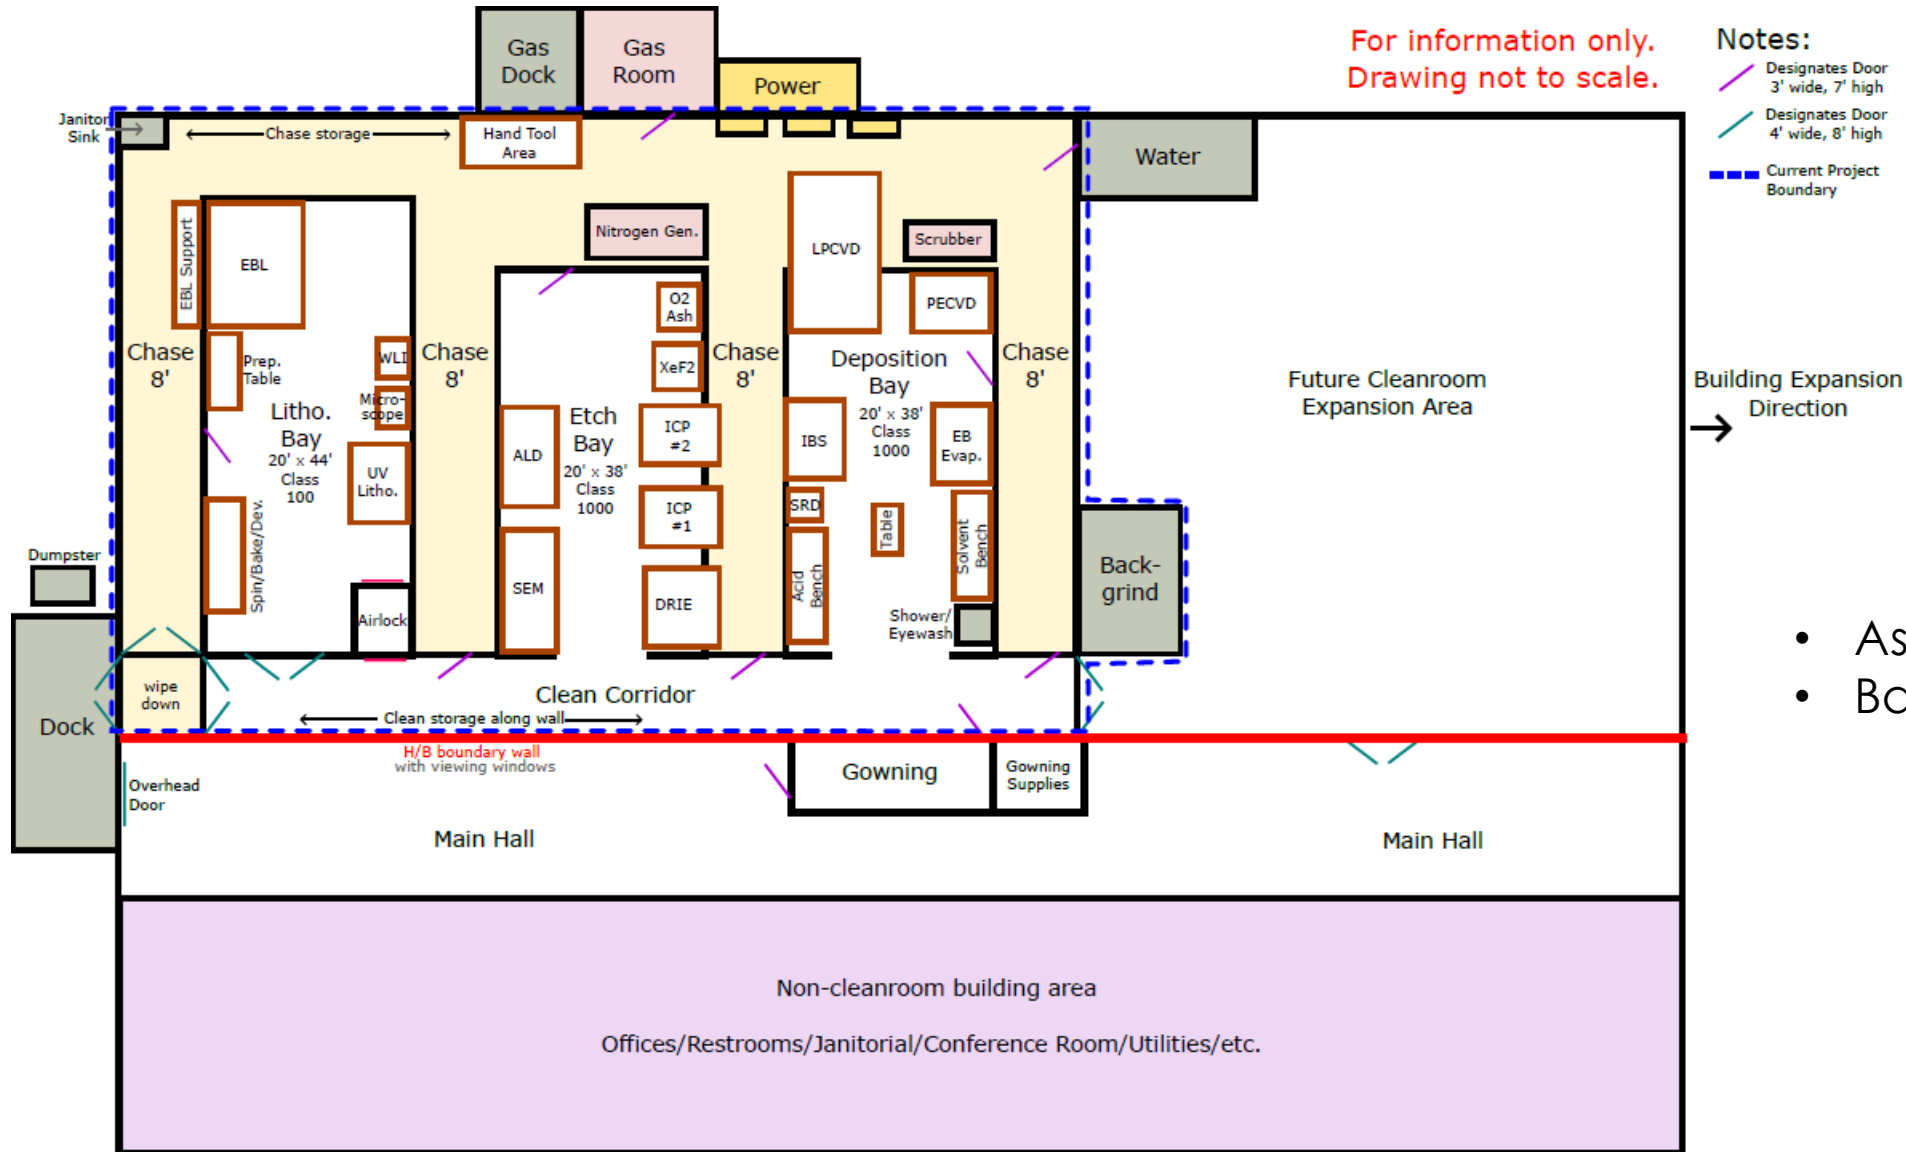 Gas
Dock
Gas
Room
Power
For information only.
Drawing not to scale.
Notes:
Designates Door
3' wide, 7' high
Designates Door
4' wide, 8' high
Current Project
Boundary
Janitor
Sink
Chase storage
Hand Tool
Area
Water
EBL Support
EBL
Nitrogen Gen.
LPCVD
Scrubber
O2
Ash
PECVD
Chase
8'
Prep.
Table
WLI
Chase
8'
XeF2
Chase
8'
Deposition
Bay
20' x 38'
Class
1000
Chase
8'
Future Cleanroom
Expansion Area
Building Expansion
Direction
Micro-
scope
Litho.
Bay
20' x 44'
Class
100
UV
Litho.
Etch
Bay
20' x 38'
Class
1000
ALD
ICP
#2
IBS
EB
Evap.
Spin/Bake/Dev.
ICP
#1
SRD
Table
Solvent
Bench
Dumpster
Airlock
SEM
DRIE
Acid
Bench
Shower/
Eyewash
Back-
grind
• As
• Bo
wipe
down
Clean Corridor
Clean storage along wall
Dock
H/B boundary wall
with viewing windows
Overhead
Door
Gowning
Gowning
Supplies
Main Hall
Main Hall
Non-cleanroom building area
Offices/Restrooms/Janitorial/Conference Room/Utilities/etc.